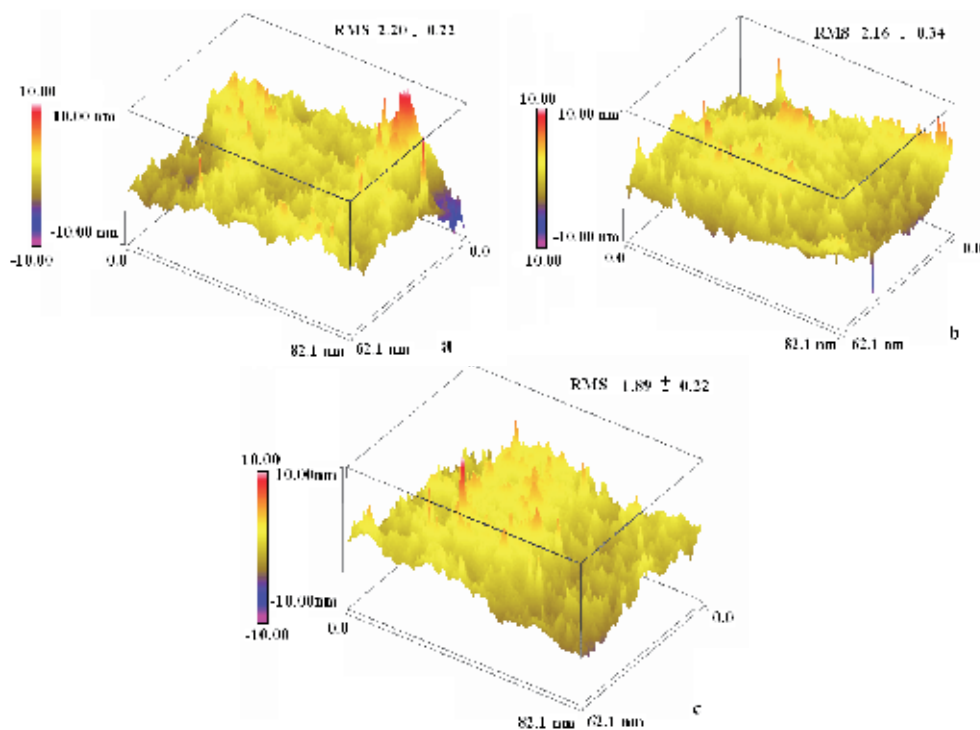 RMS 2.20 - 0.22
10.00
10.00 nm
-10.00 nm
-10.00
0.0
0.0
82.1 nm 62.1 nm
a
RMS 2.16 - 0.34
10.00
10.00 nm
-10.00 nm
10.00
0.0
0.0
82.1 nm 62.1 nm
b
RMS 1.89 ± 0.22
10.00
10.00nm
-10.00nm
-10.00
0.0
0.0
82.1 nm 62.1 nm
c